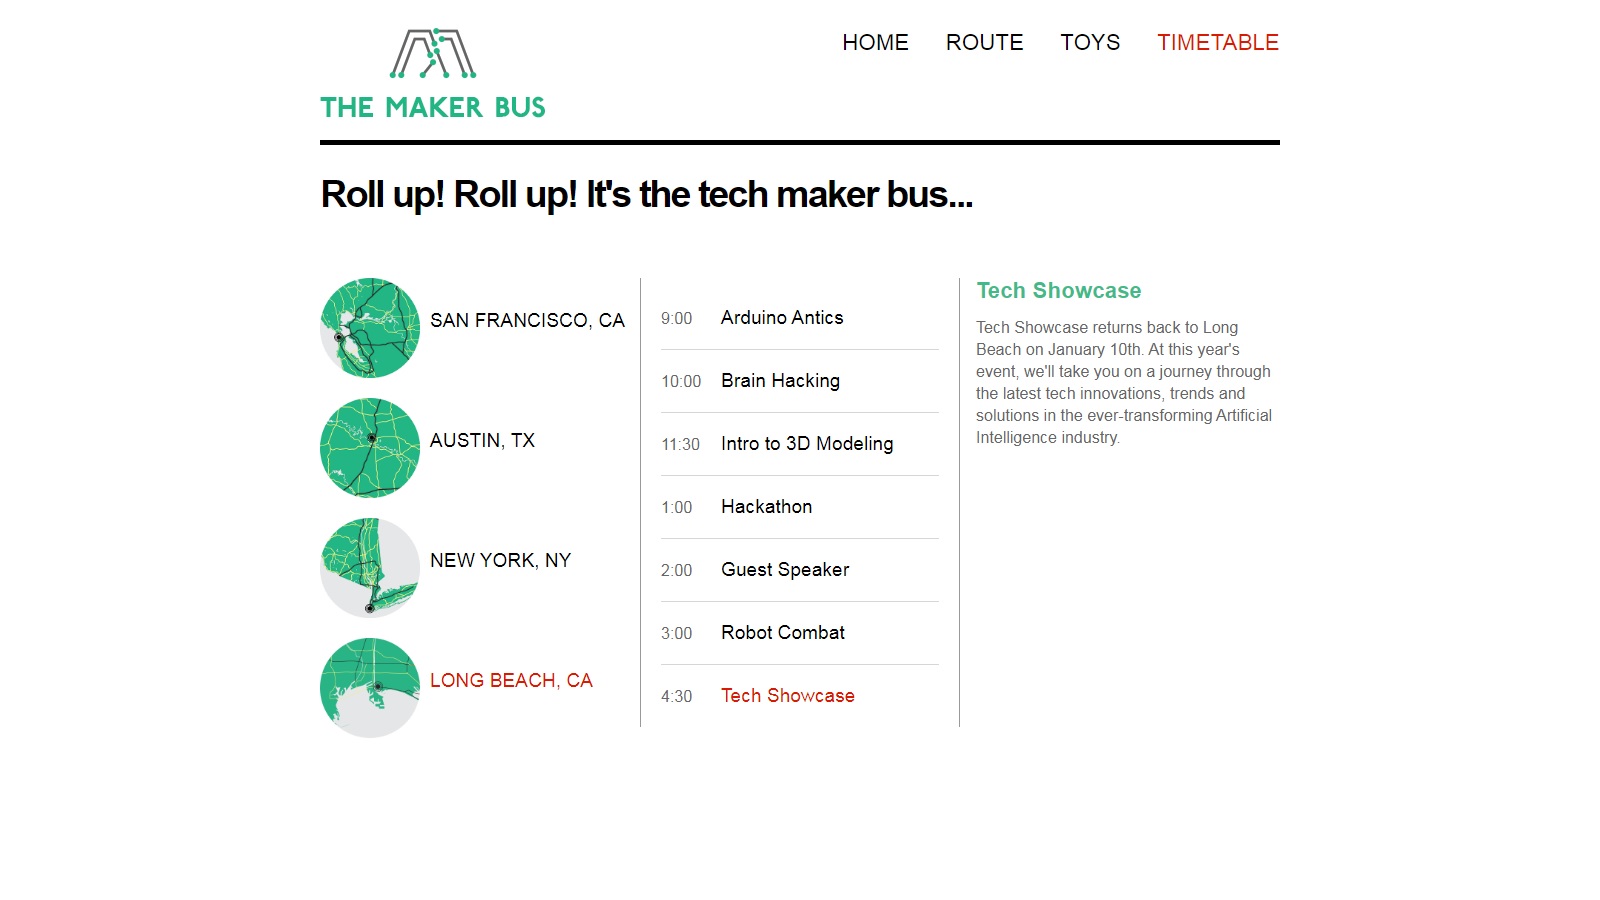 HOME ROUTE TOYS TIMETABLE
THE MAKER BUS
Roll up! Roll up! It's the tech maker bus...
SAN FRANCISCO, CA
AUSTIN, TX
NEW YORK, NY
LONG BEACH, CA
9:00 Arduino Antics
10:00 Brain Hacking
11:30 Intro to 3D Modeling
1:00 Hackathon
2:00 Guest Speaker
3:00 Robot Combat
4:30 Tech Showcase
Tech Showcase
Tech Showcase returns back to Long
Beach on January 10th. At this year's
event, we'll take you on a journey through
the latest tech innovations, trends and
solutions in the ever-transforming Artificial
Intelligence industry.